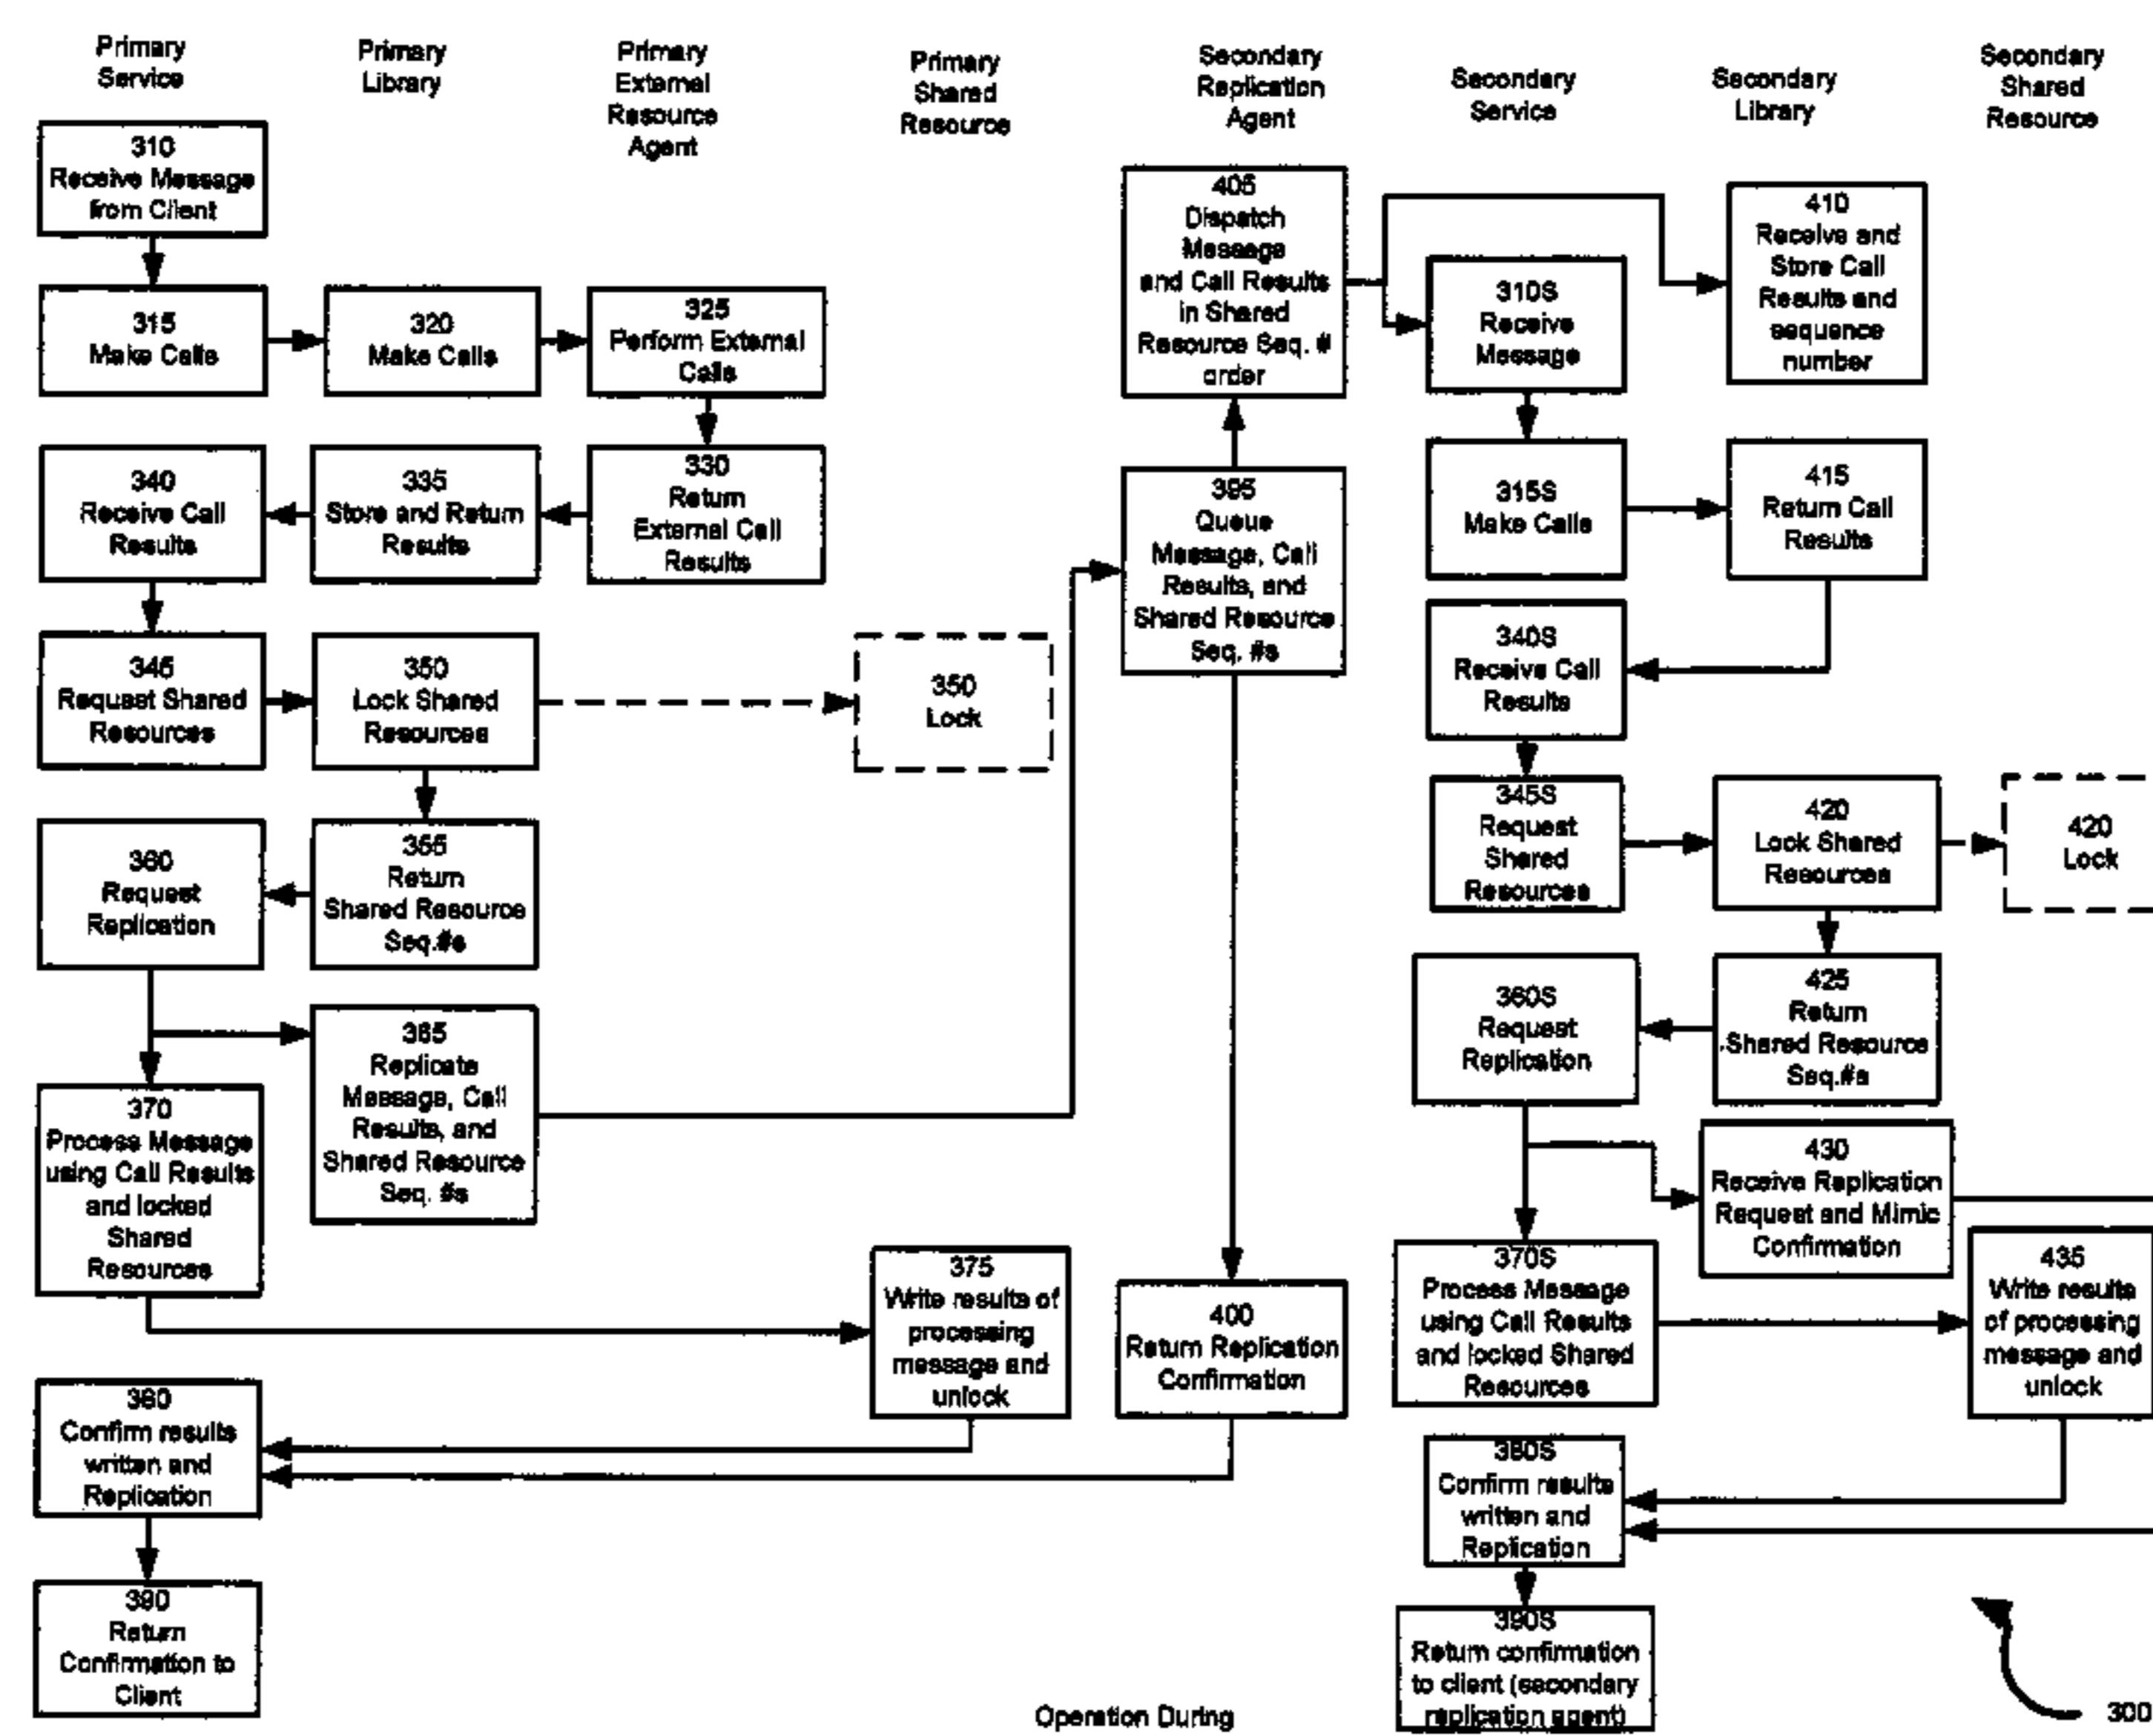 Primary
Service
Primary
Library
Primary
External
Resource
Agent
Primary
Shared
Resource
Secondary
Replication
Agent
Secondary
Service
Secondary
Library
Secondary
Shared
Resource
310
Receive Message
from Client
315
Make Calls
320
Make Calls
325
Perform External
Calls
330
Return
External Call
Results
335
Store and Return
Results
340
Receive Call
Results
345
Request Shared
Resources
350
Lock Shared
Resources
350
Lock
355
Return
Shared Resource
Seq.#s
360
Request
Replication
365
Replicate
Message, Call
Results, and
Shared Resource
Seq. #s
370
Process Message
using Call Results
and locked
Shared
Resources
375
Write results of
processing
message and
unlock
380
Confirm results
written and
Replication
390
Return
Confirmation to
Client
405
Dispatch
Message
and Call Results
in Shared
Resource Seq. #
order
395
Queue
Message, Call
Results, and
Shared Resource
Seq. #s
400
Return Replication
Confirmation
310S
Receive
Message
410
Receive and
Store Call
Results and
sequence
number
315S
Make Calls
415
Return Call
Results
340S
Receive Call
Results
345S
Request
Shared
Resources
420
Lock Shared
Resources
420
Lock
425
Return
Shared Resource
Seq.#s
360S
Request
Replication
430
Receive Replication
Request and Mimic
Confirmation
370S
Process Message
using Call Results
and locked Shared
Resources
435
Write results
of processing
message and
unlock
380S
Confirm results
written and
Replication
390S
Return confirmation
to client (secondary
replication agent)
Operation During
300